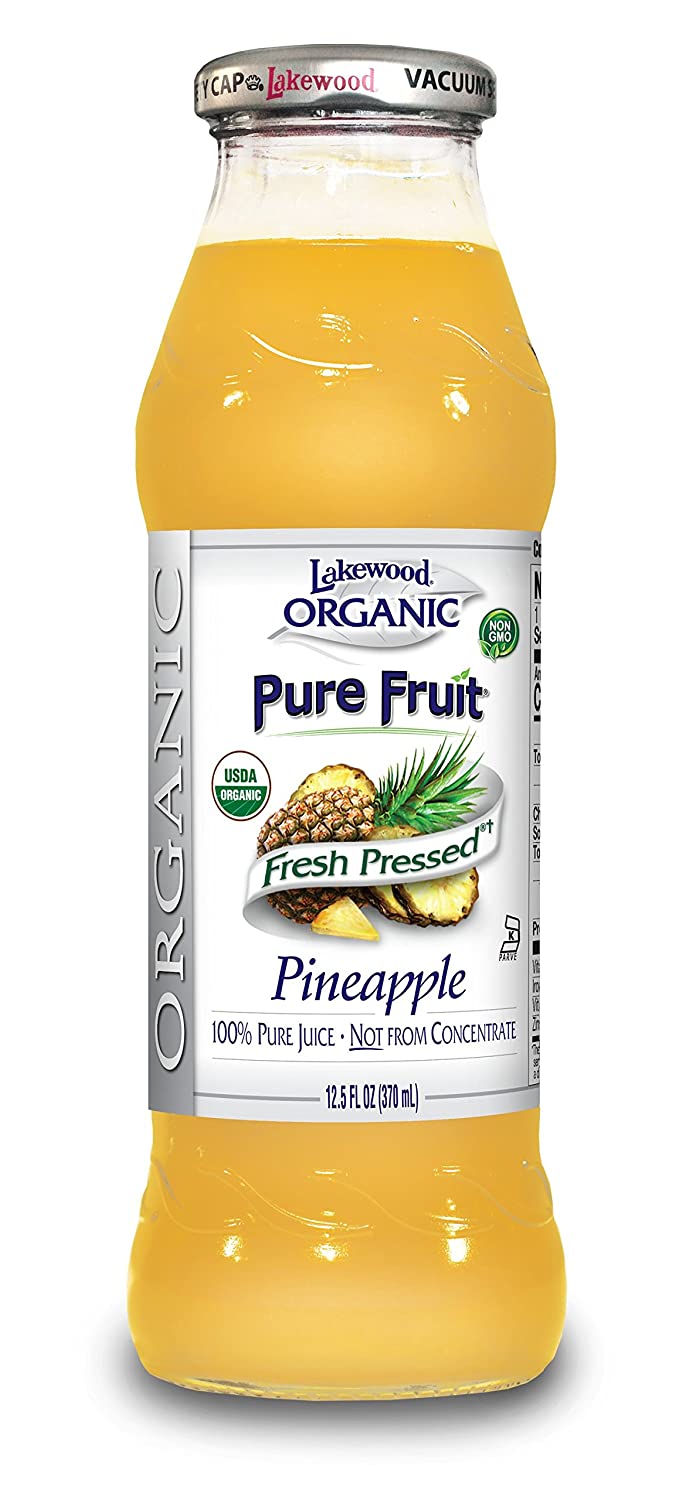 Y CAP Lakewood VACUUM S
ORGANIC
Lakewood®
ORGANIC
NON
GMO
Pure Fruit®
USDA
ORGANIC
Fresh Pressed®†
K
PARVE
Pineapple
100% PURE JUICE • NOT FROM CONCENTRATE
12.5 FL OZ (370 mL)